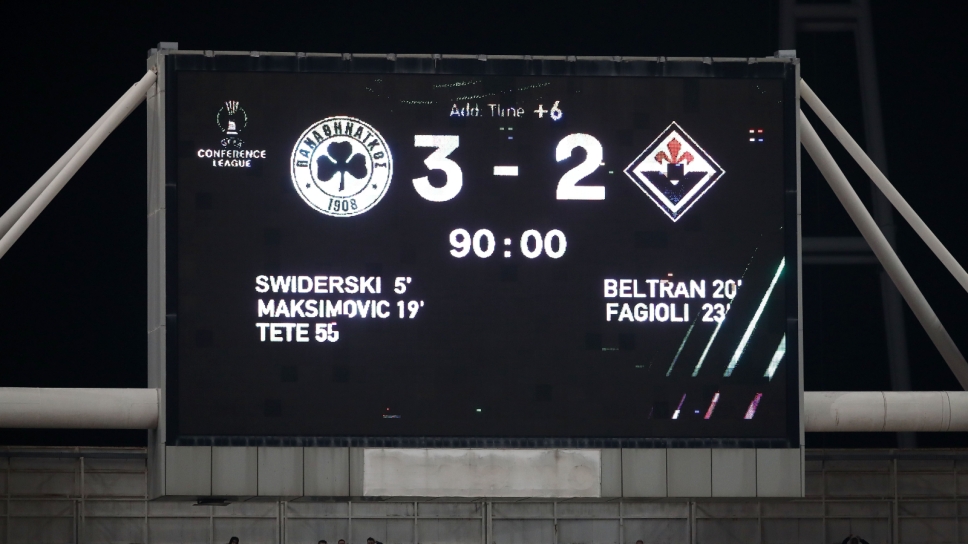 Add. Time +6
CONFERENCE
LEAGUE
ΠΑΝΑΘΗΝΑΪΚΟΣ
1908
3 - 2
90:00
SWIDERSKI 5'
MAKSIMOVIC 19'
TETE 55
BELTRAN 20'
FAGIOLI 23'